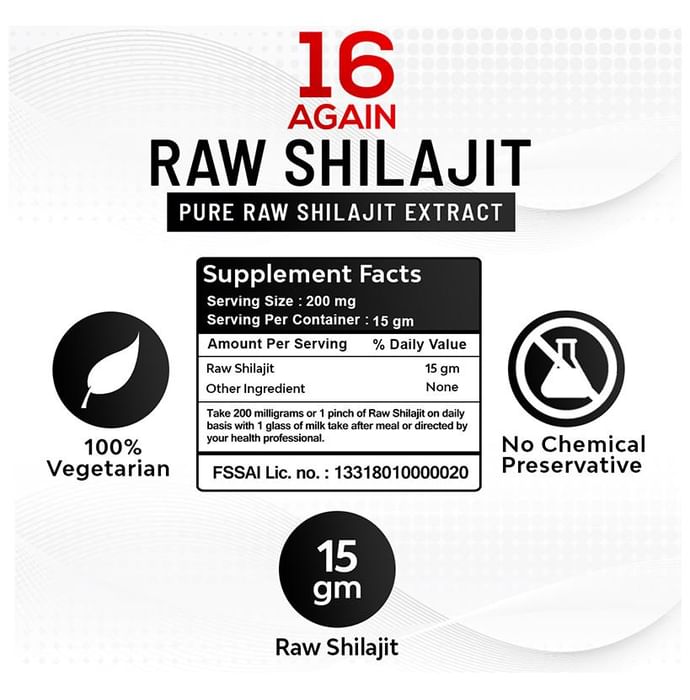 16
AGAIN
RAW SHILAJIT
PURE RAW SHILAJIT EXTRACT
Supplement Facts
Serving Size : 200 mg
Serving Per Container : 15 gm
Amount Per Serving % Daily Value
Raw Shilajit 15 gm
Other Ingredient None
Take 200 milligrams or 1 pinch of Raw Shilajit on daily
basis with 1 glass of milk take after meal or directed by
your health professional.
FSSAI Lic. no. : 13318010000020
100%
Vegetarian
No Chemical
Preservative
15
gm
Raw Shilajit